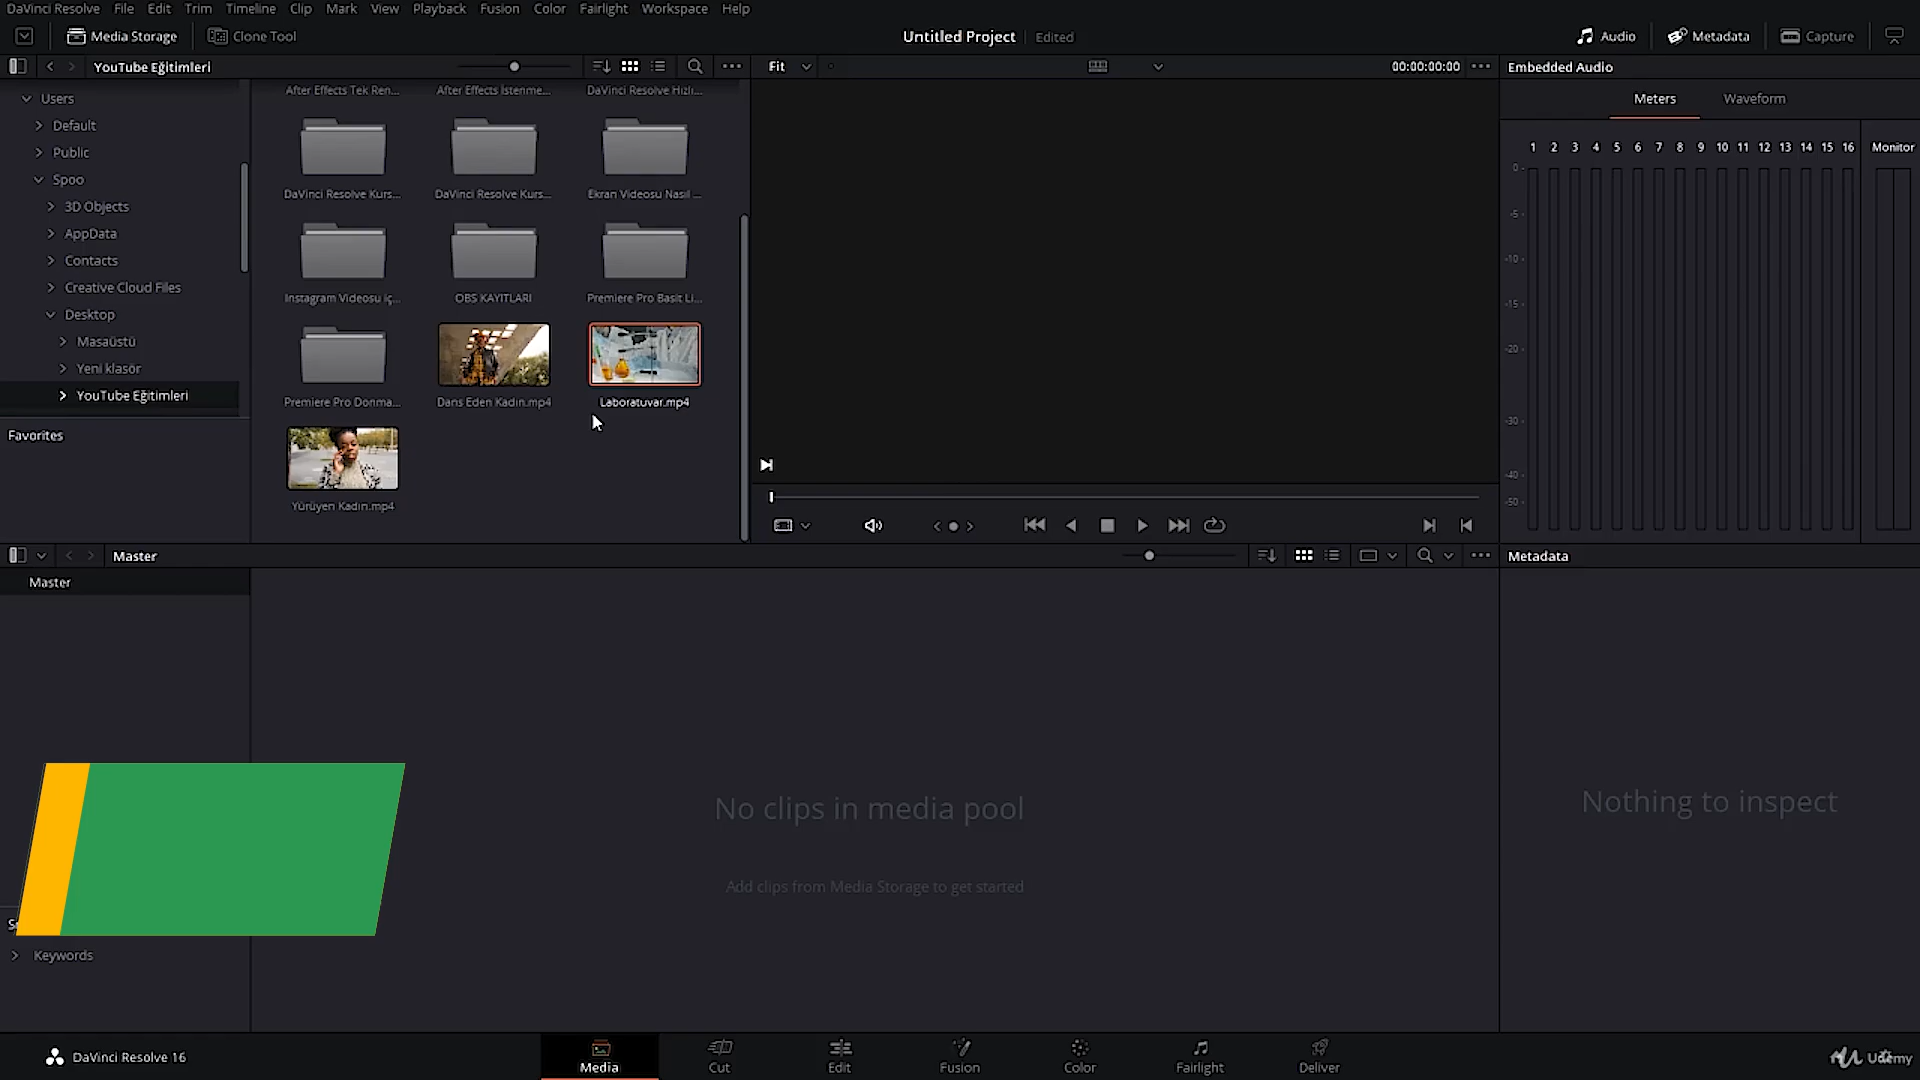 DaVinci Resolve File Edit Trim Timeline Clip Mark View Playback Fusion Color Fairlight Workspace Help
Media Storage Clone Tool Untitled Project Edited Audio Metadata Capture
YouTube Eğitimleri Fit 00:00:00:00 Embedded Audio
Meters Waveform
1 2 3 4 5 6 7 8 9 10 11 12 13 14 15 16 Monitor
0
-5
-10
-15
-20
-30
-40
-50
Users
Default
Public
Spoo
3D Objects
AppData
Contacts
Creative Cloud Files
Desktop
Masaüstü
Yeni klasör
YouTube Eğitimleri
Favorites
After Effects Tek Ren... After Effects İstenme... DaVinci Resolve Hızlı...
DaVinci Resolve Kurs... DaVinci Resolve Kurs... Ekran Videosu Nasıl ...
Instagram Videosu iç... OBS KAYITLARI Premiere Pro Basit Li...
Premiere Pro Donma... Dans Eden Kadın.mp4 Laboratuvar.mp4
Yürüyen Kadın.mp4
Master
Metadata
Master
No clips in media pool
Add clips from Media Storage to get started
Nothing to inspect
Keywords
DaVinci Resolve 16
Media Cut Edit Fusion Color Fairlight Deliver
Udemy